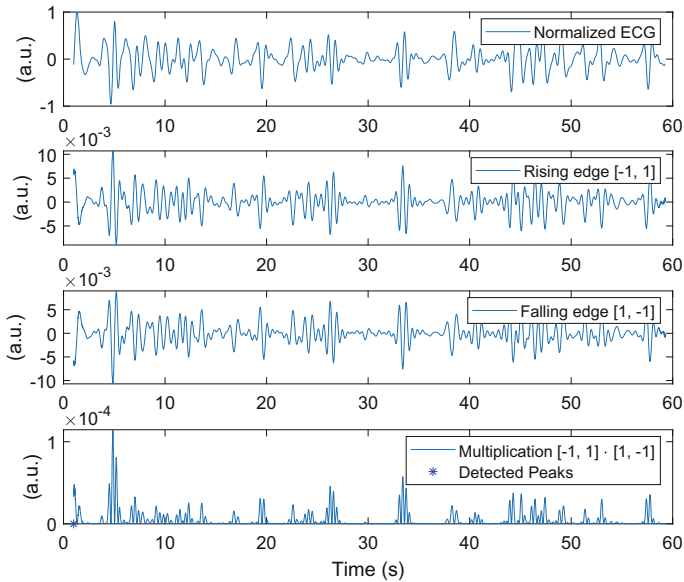 1
0
-1
(a.u.)
Normalized ECG
0 10 20 30 40 50 60
×10⁻³
10
5
0
-5
(a.u.)
Rising edge [-1, 1]
0 10 20 30 40 50 60
×10⁻³
5
0
-5
-10
(a.u.)
Falling edge [1, -1]
0 10 20 30 40 50 60
×10⁻⁴
1
0
(a.u.)
Multiplication [-1, 1] · [1, -1]
Detected Peaks
0 10 20 30 40 50 60
Time (s)